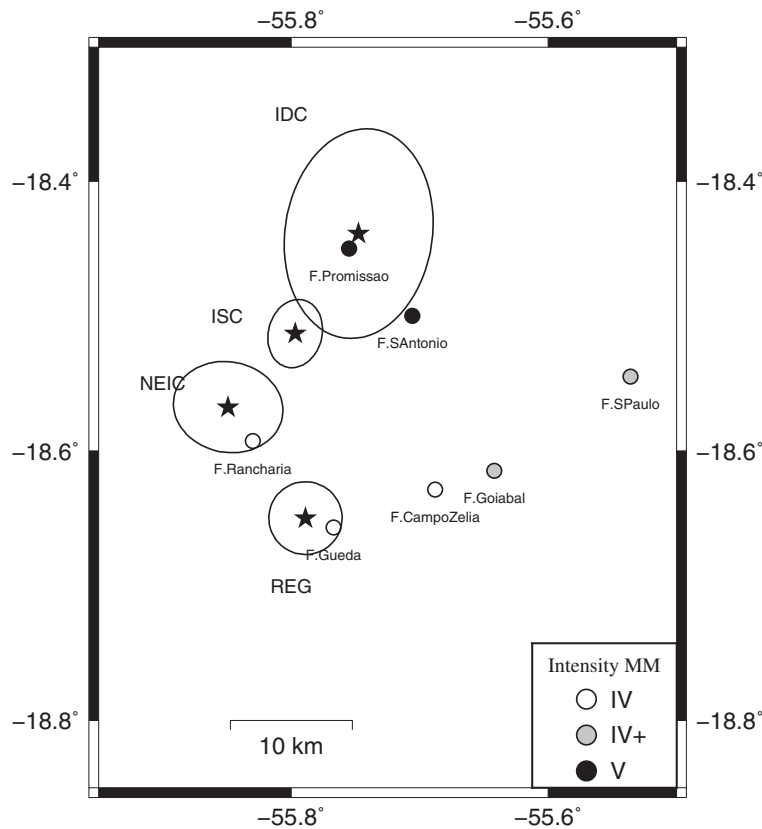 −55.8˚ −55.6˚
IDC
−18.4˚ −18.4˚
F.Promissao
ISC
F.SAntonio
NEIC
F.SPaulo
−18.6˚ −18.6˚
F.Rancharia
F.Goiabal
F.CampoZelia
F.Gueda
REG
Intensity MM
IV
−18.8˚ −18.8˚
IV+
10 km
V
−55.8˚ −55.6˚